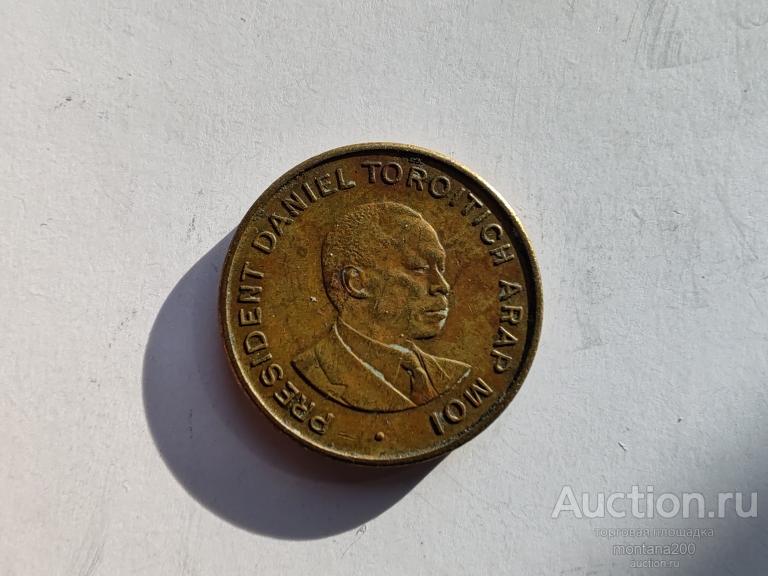 PRESIDENT DANIEL TOROITICH ARAP MOI
Auction.ru
торговая площадка
montana200
auction.ru